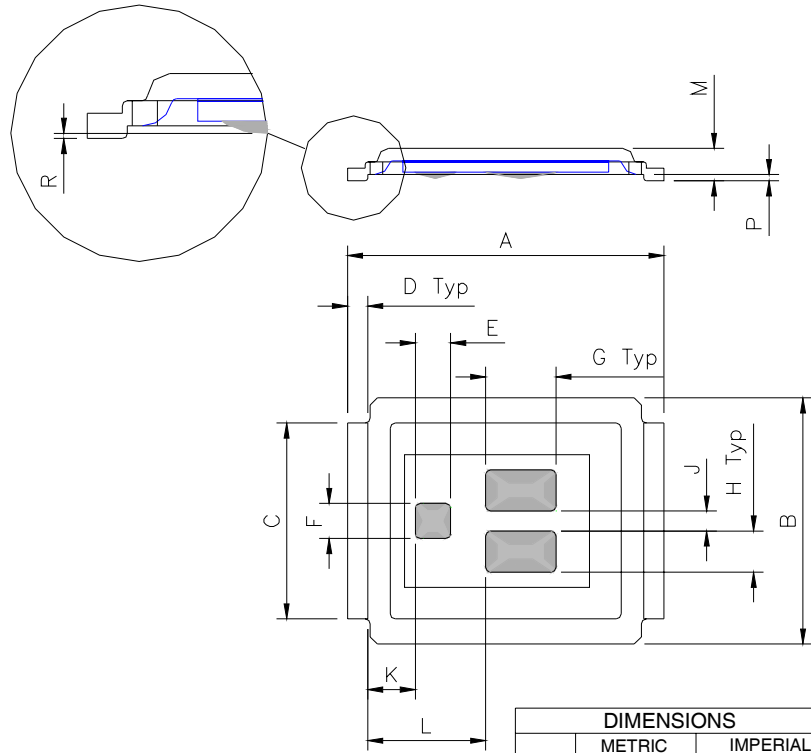 R
M
P
A
D Typ
E
G Typ
C
F
J
H Typ
B
K
L
DIMENSIONS
METRIC IMPERIAL